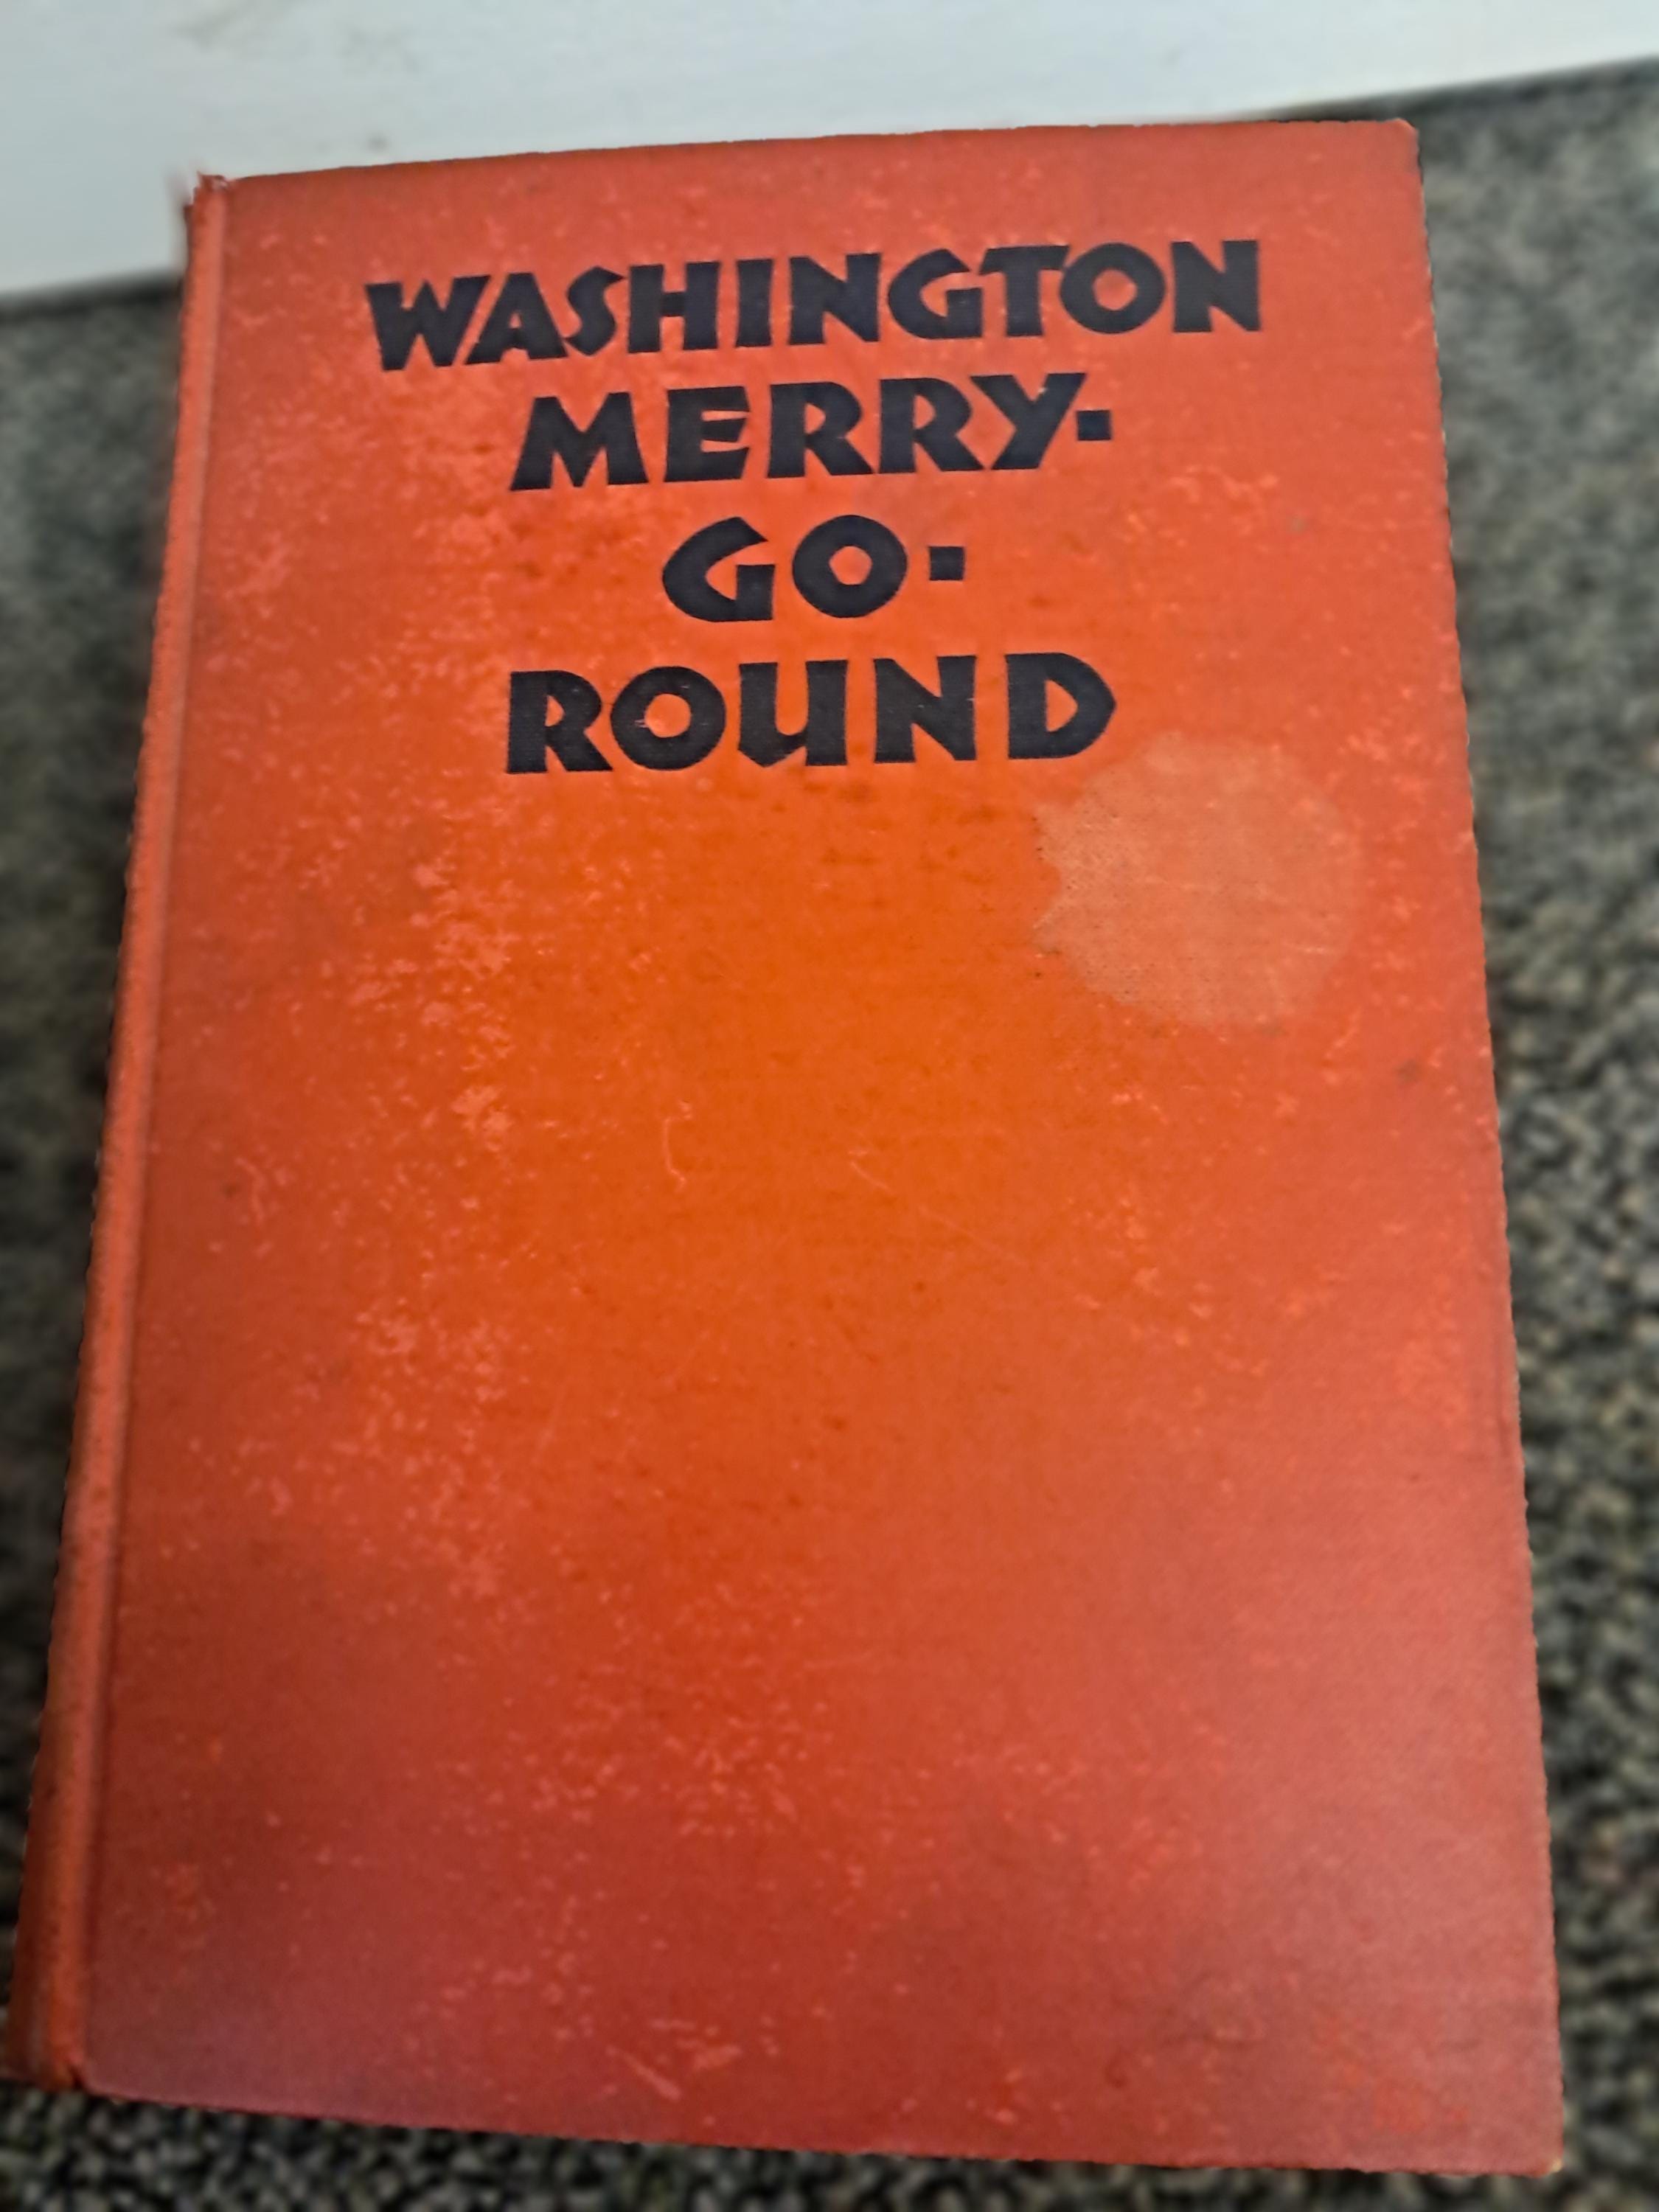 WASHINGTON
MERRY-
GO-
ROUND